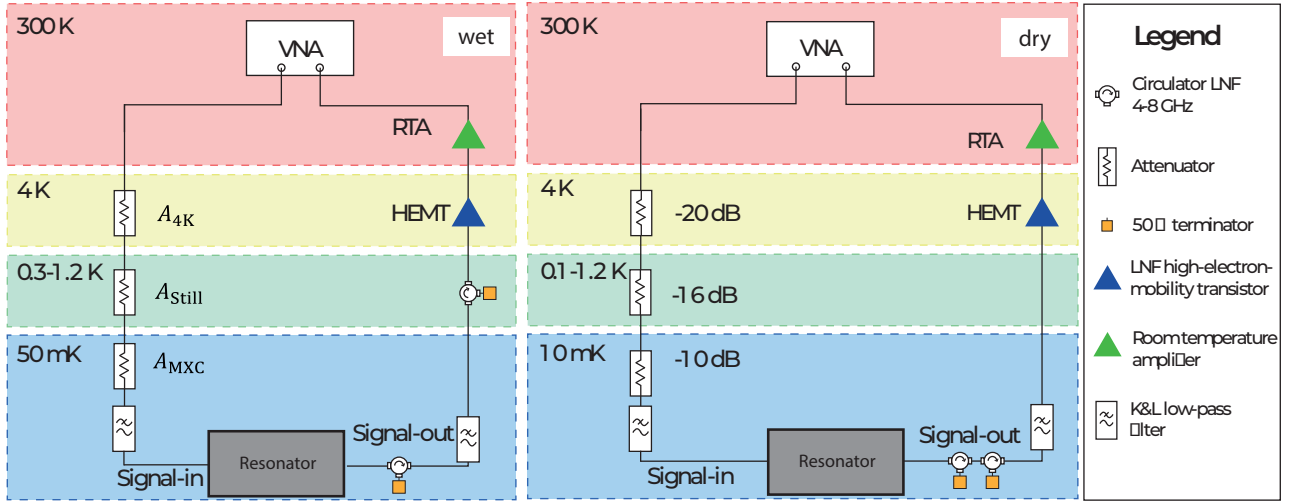 300 K
wet
VNA
RTA
4 K
A4K
HEMT
0.3-1.2 K
AStill
50 mK
AMXC
Signal-out
Resonator
Signal-in
300 K
dry
VNA
RTA
4 K
-20 dB
HEMT
0.1-1.2 K
-16 dB
10 mK
-10 dB
Signal-out
Resonator
Signal-in
Legend
Circulator LNF
4-8 GHz
Attenuator
50□ terminator
LNF high-electron-
mobility transistor
Room temperature
ampli□er
K&L low-pass
□lter